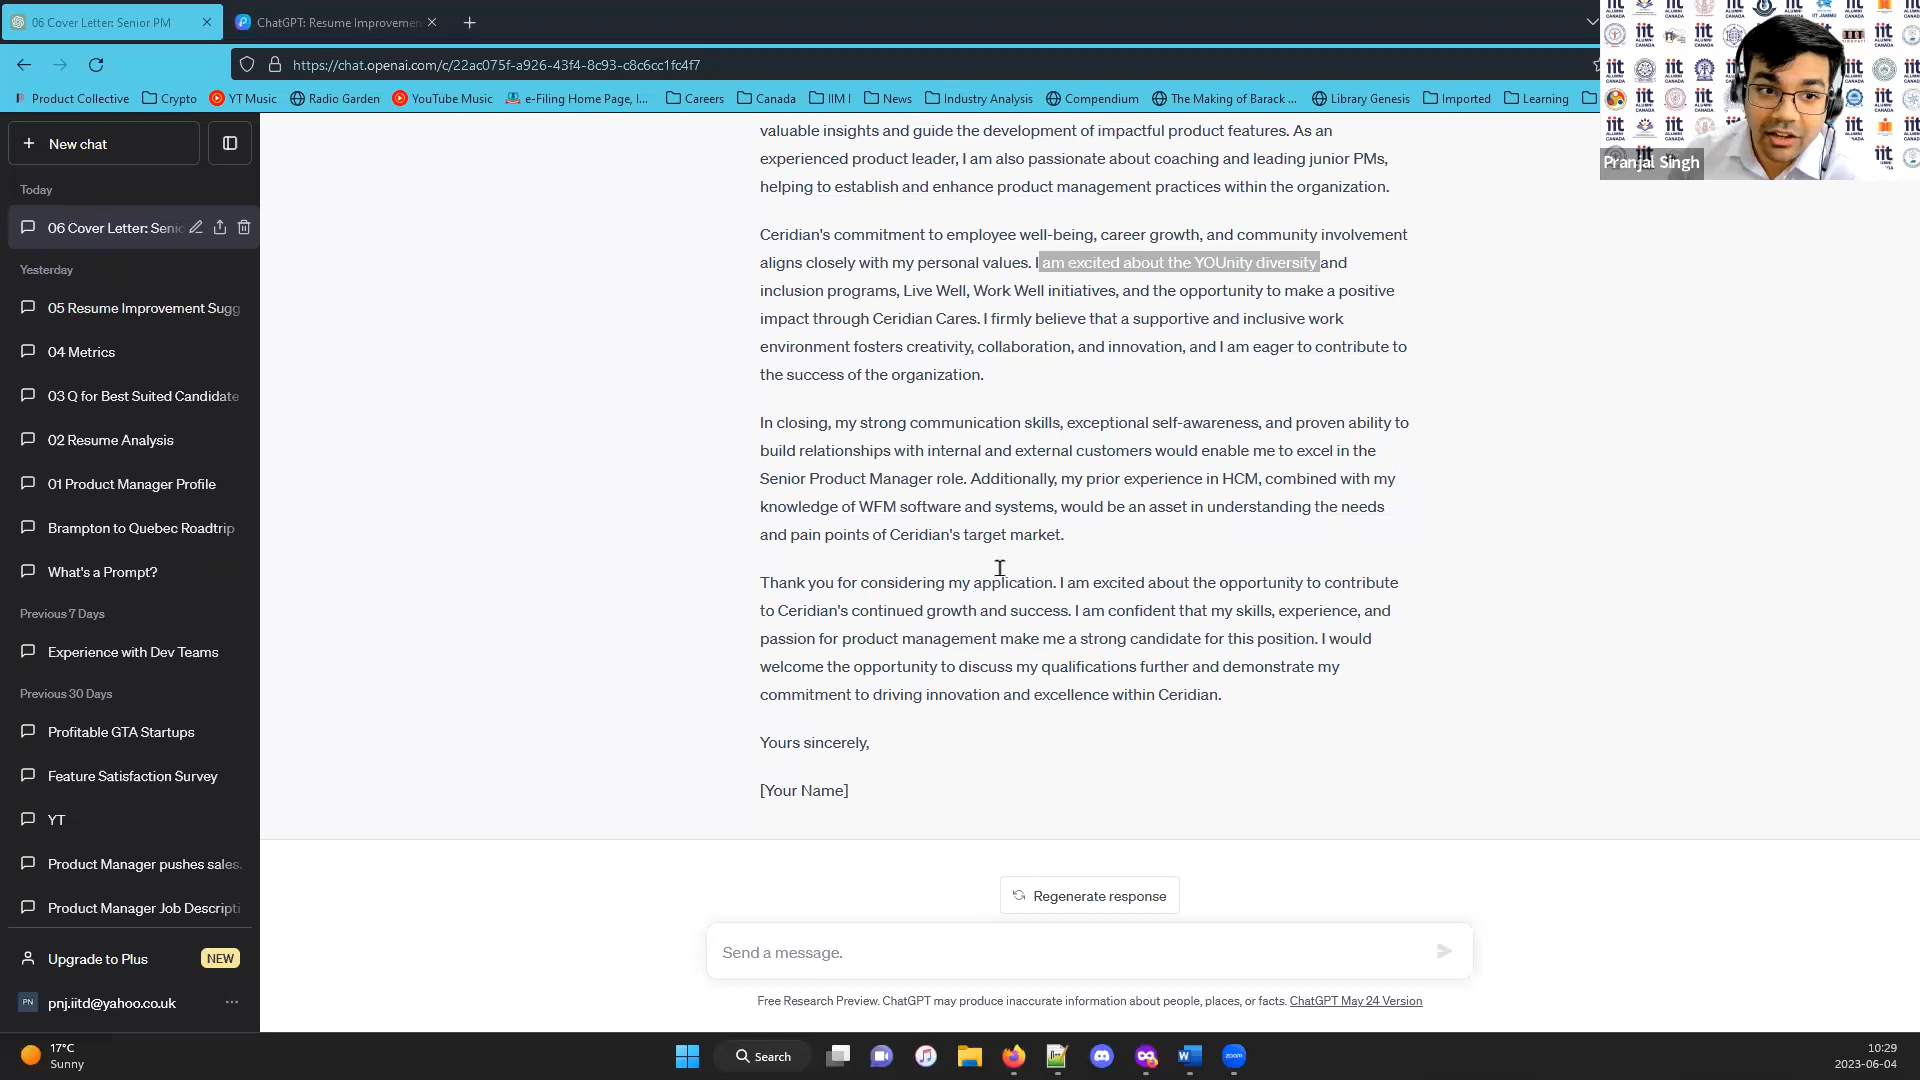 06 Cover Letter: Senior PM
ChatGPT: Resume Improvemen
https://chat.openai.com/c/22ac075f-a926-43f4-8c93-c8c6cc1fc4f7
Product Collective
Crypto
YT Music
Radio Garden
YouTube Music
e-Filing Home Page, I...
Careers
Canada
IIM I
News
Industry Analysis
Compendium
The Making of Barack ...
Library Genesis
Imported
Learning
New chat
Today
06 Cover Letter: Senio
Yesterday
05 Resume Improvement Sugg
04 Metrics
03 Q for Best Suited Candidate
02 Resume Analysis
01 Product Manager Profile
Brampton to Quebec Roadtrip
What's a Prompt?
Previous 7 Days
Experience with Dev Teams
Previous 30 Days
Profitable GTA Startups
Feature Satisfaction Survey
YT
Product Manager pushes sales.
Product Manager Job Descripti
Upgrade to Plus
NEW
PN
pnj.iitd@yahoo.co.uk
valuable insights and guide the development of impactful product features. As an
experienced product leader, I am also passionate about coaching and leading junior PMs,
helping to establish and enhance product management practices within the organization.
Ceridian's commitment to employee well-being, career growth, and community involvement
aligns closely with my personal values. I am excited about the YOUnity diversity and
inclusion programs, Live Well, Work Well initiatives, and the opportunity to make a positive
impact through Ceridian Cares. I firmly believe that a supportive and inclusive work
environment fosters creativity, collaboration, and innovation, and I am eager to contribute to
the success of the organization.
In closing, my strong communication skills, exceptional self-awareness, and proven ability to
build relationships with internal and external customers would enable me to excel in the
Senior Product Manager role. Additionally, my prior experience in HCM, combined with my
knowledge of WFM software and systems, would be an asset in understanding the needs
and pain points of Ceridian's target market.
Thank you for considering my application. I am excited about the opportunity to contribute
to Ceridian's continued growth and success. I am confident that my skills, experience, and
passion for product management make me a strong candidate for this position. I would
welcome the opportunity to discuss my qualifications further and demonstrate my
commitment to driving innovation and excellence within Ceridian.
Yours sincerely,
[Your Name]
Regenerate response
Send a message.
Free Research Preview. ChatGPT may produce inaccurate information about people, places, or facts. ChatGPT May 24 Version
Pranjal Singh
17°C
Sunny
Search
zoom
10:29
2023-06-04